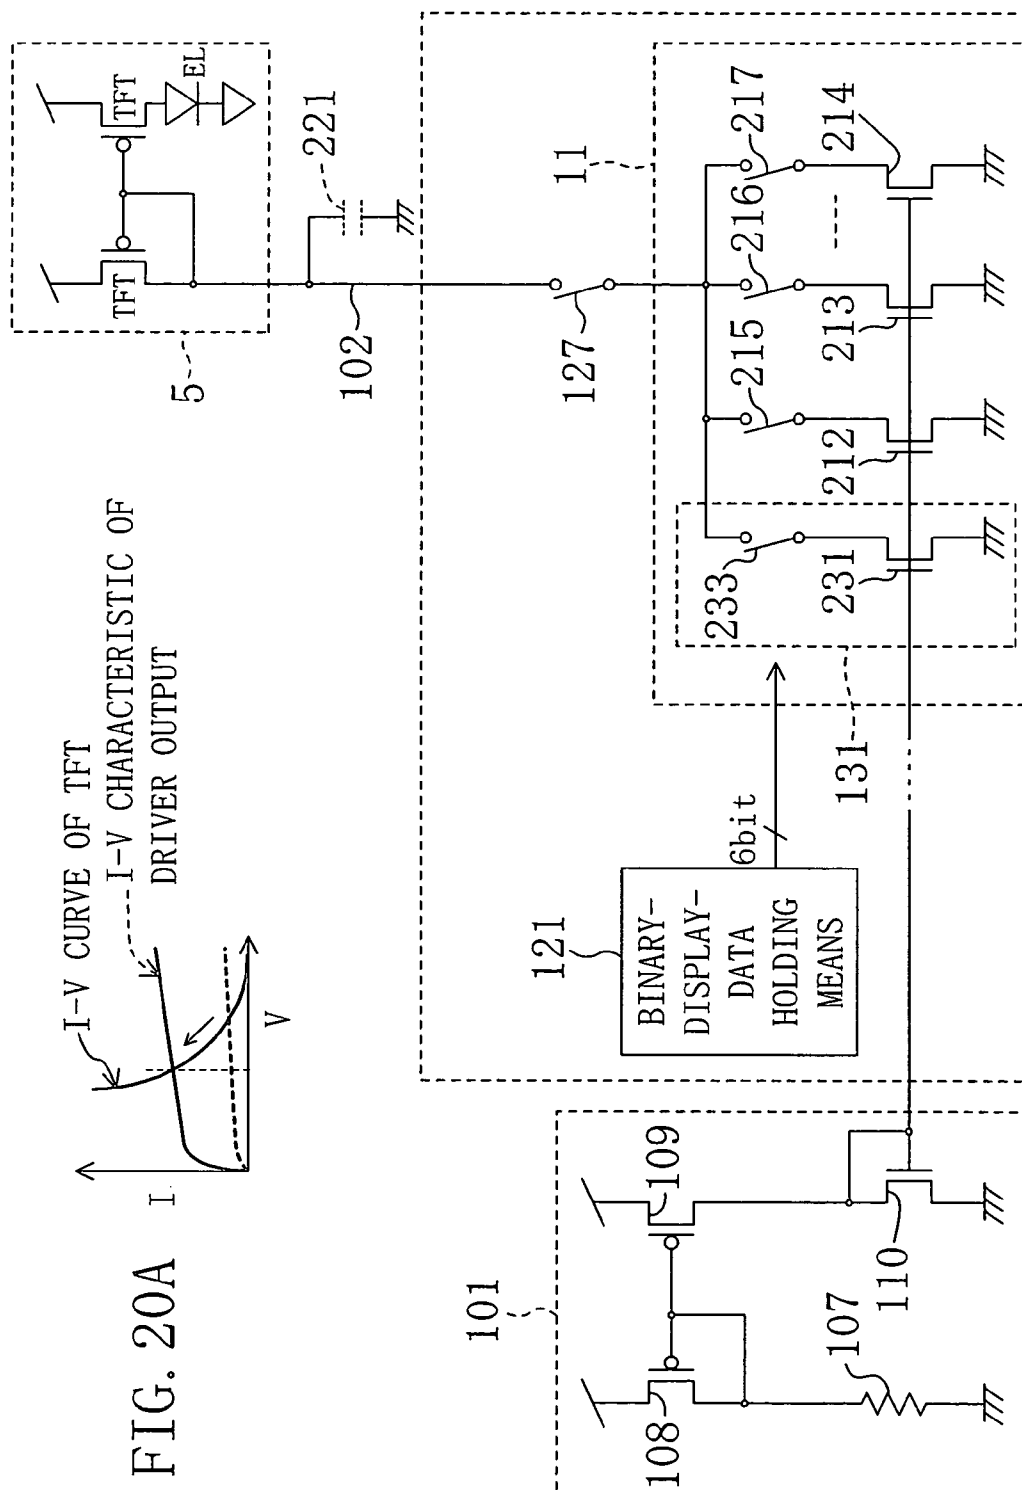 FIG. 20A
I
V
I-V CURVE OF TFT
I-V CHARACTERISTIC OF
DRIVER OUTPUT
5
TFT
TFT
EL
221
102
101
108
109
107
110
121
BINARY-
DISPLAY-
DATA
HOLDING
MEANS
6bit
127
11
131
233
215
216
217
231
212
213
214